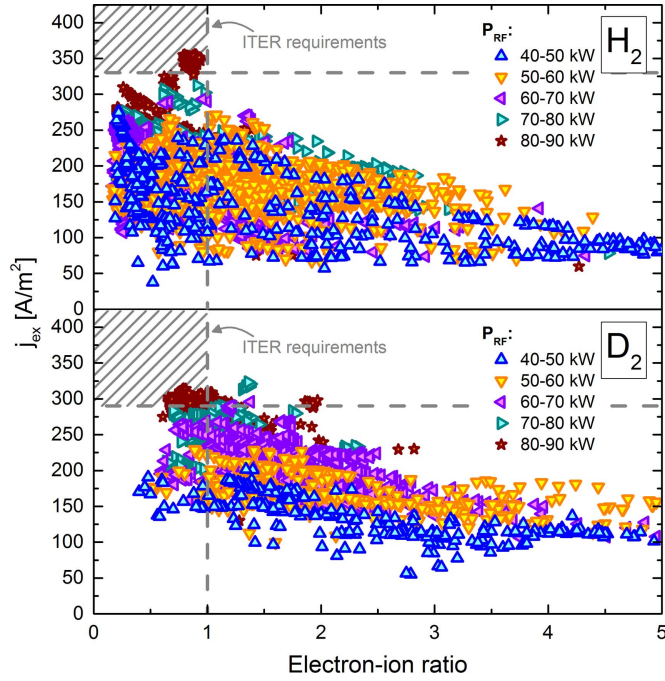 400
350
300
250
200
150
100
50
0
ITER requirements
P_RF:
40-50 kW
50-60 kW
60-70 kW
70-80 kW
80-90 kW
H₂
j_ex [A/m²]
400
350
300
250
200
150
100
50
0
ITER requirements
P_RF:
40-50 kW
50-60 kW
60-70 kW
70-80 kW
80-90 kW
D₂
0 1 2 3 4 5
Electron-ion ratio